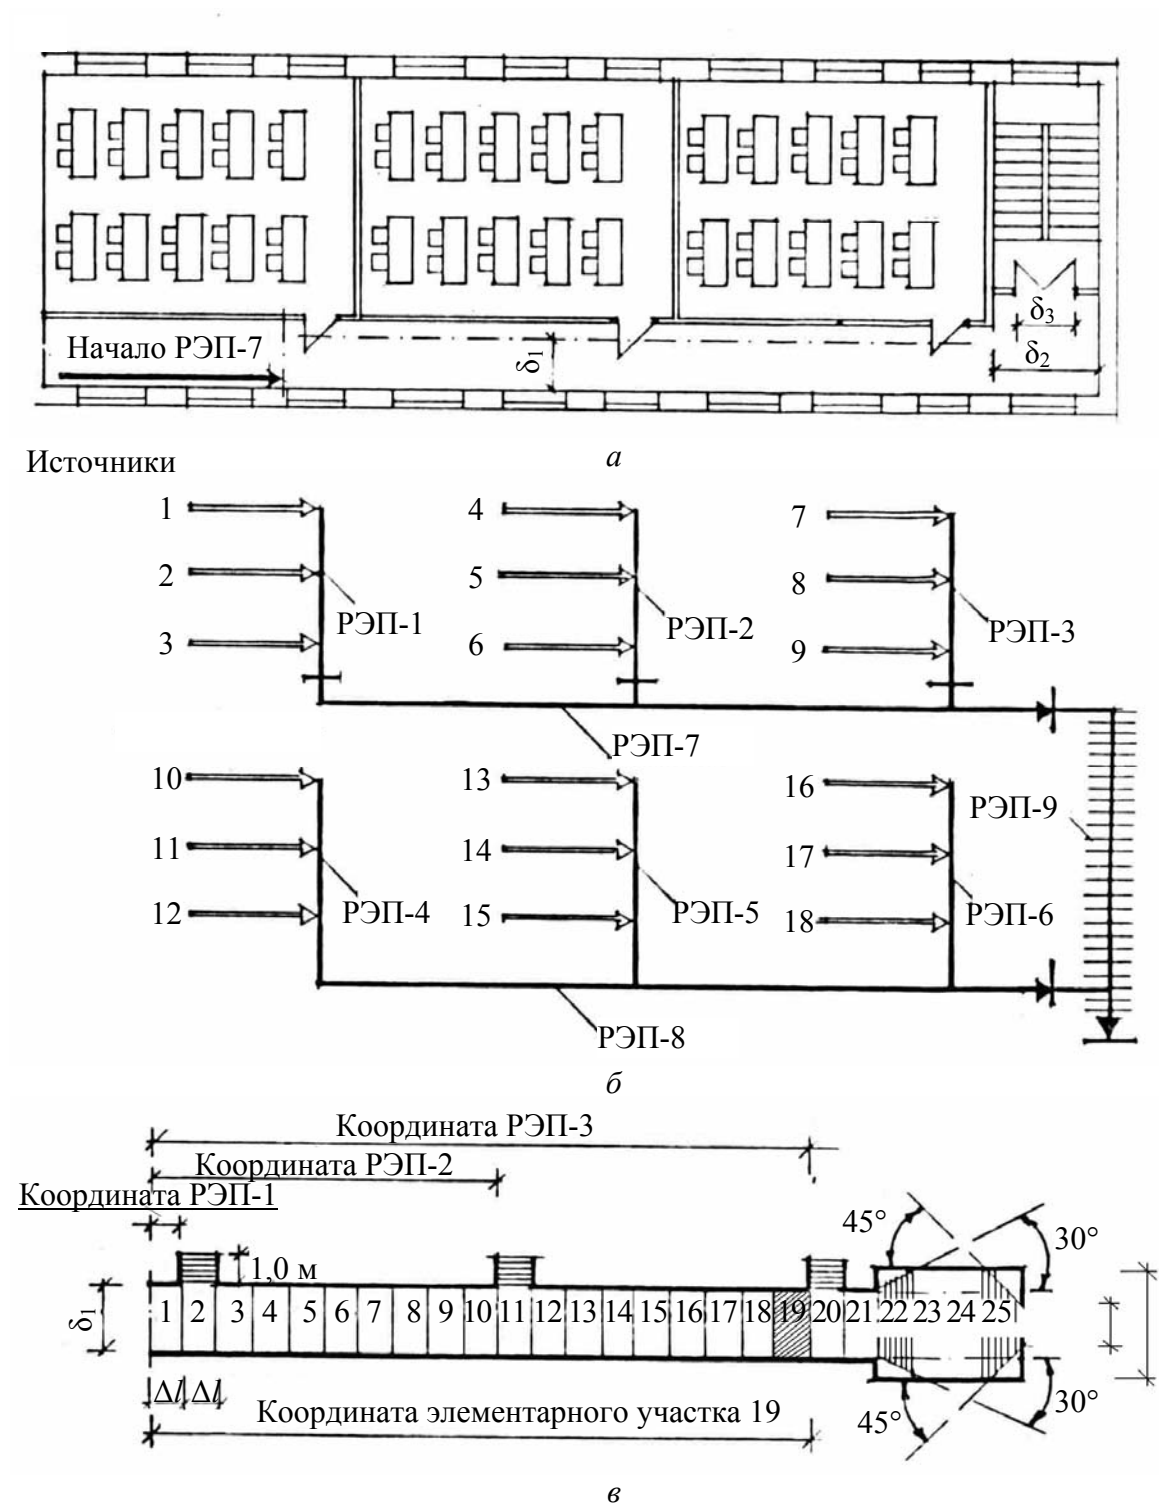 Начало РЭП-7
δ1
δ3
δ2
а
Источники
1
4
7
2
5
8
РЭП-1
РЭП-2
РЭП-3
3
6
9
РЭП-7
10
13
16
РЭП-9
11
14
17
12
РЭП-4
15
РЭП-5
18
РЭП-6
РЭП-8
б
Координата РЭП-3
Координата РЭП-2
Координата РЭП-1
45°
30°
1,0 м
δ1
1 2 3 4 5 6 7 8 9 10 11 12 13 14 15 16 17 18 19 20 21 22 23 24 25
Δl Δl
Координата элементарного участка 19
45°
30°
в